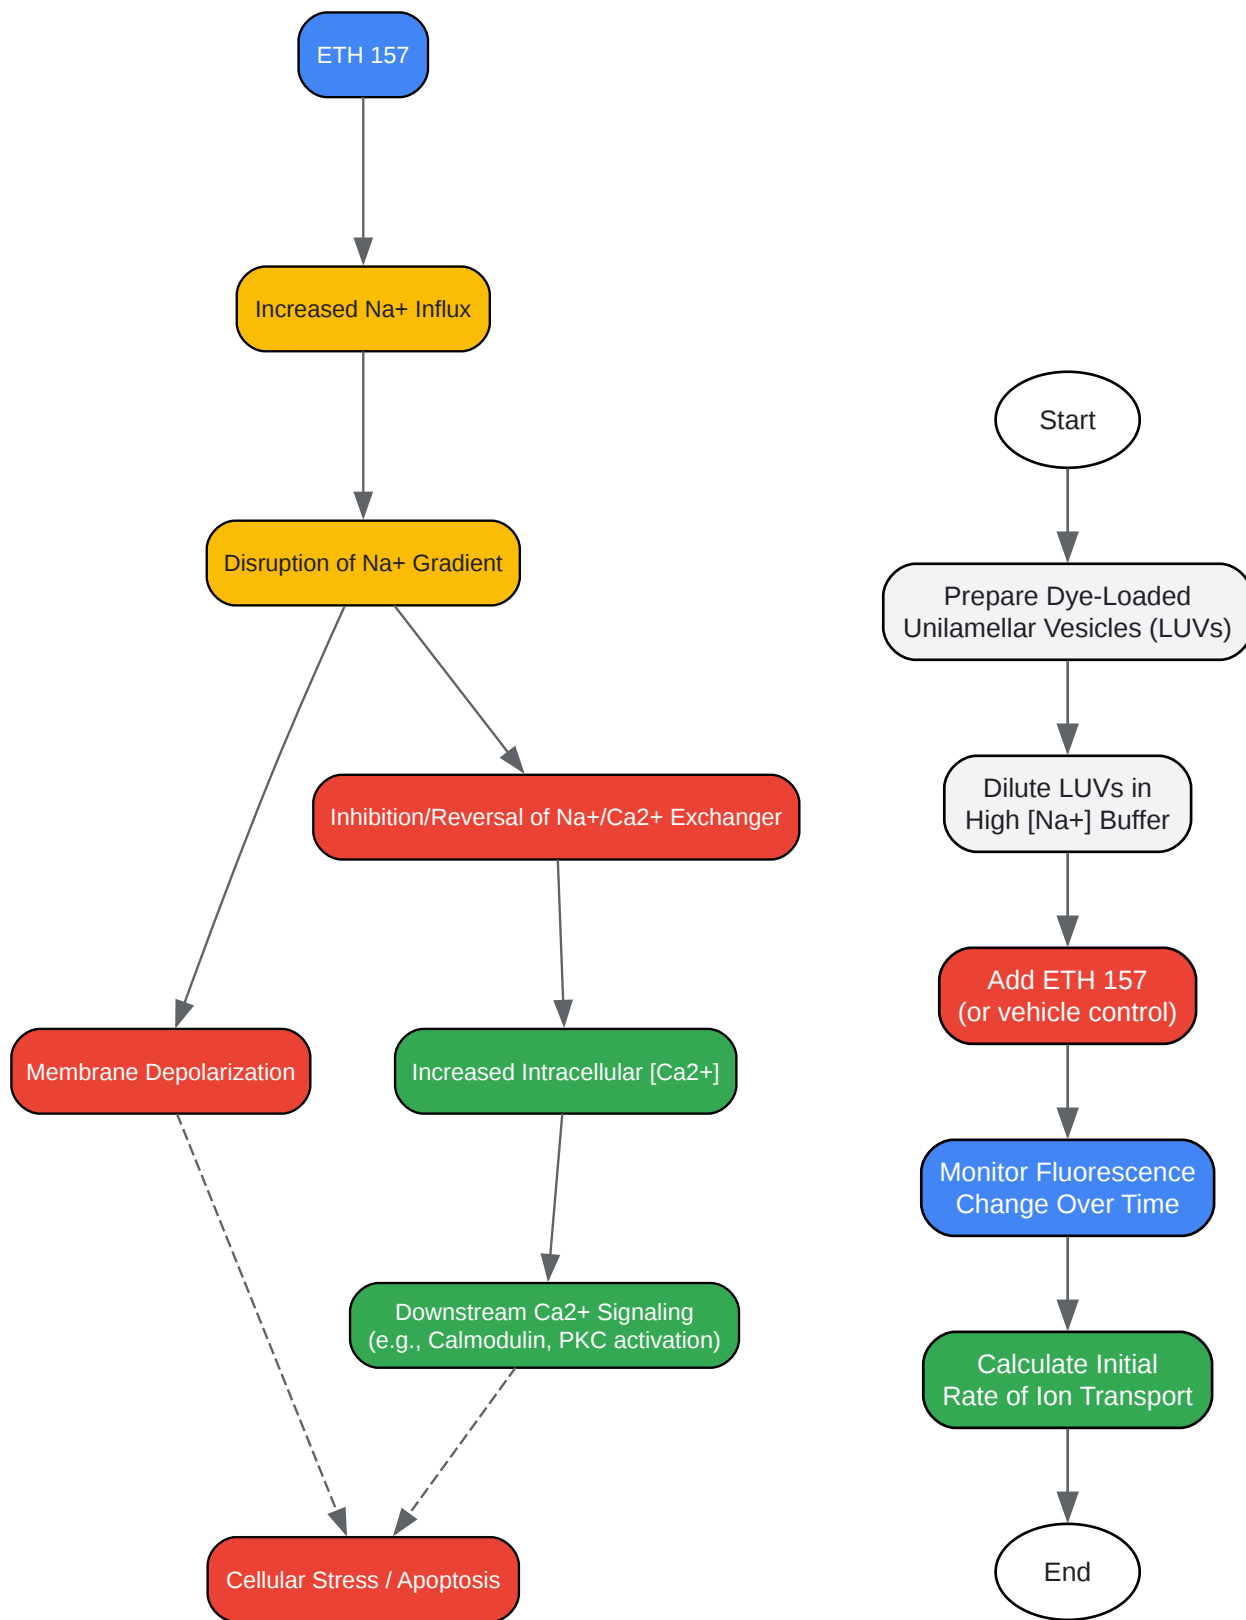 ETH 157
Increased Na+ Influx
Disruption of Na+ Gradient
Inhibition/Reversal of Na+/Ca2+ Exchanger
Membrane Depolarization
Increased Intracellular [Ca2+]
Downstream Ca2+ Signaling
(e.g., Calmodulin, PKC activation)
Cellular Stress / Apoptosis
Start
Prepare Dye-Loaded
Unilamellar Vesicles (LUVs)
Dilute LUVs in
High [Na+] Buffer
Add ETH 157
(or vehicle control)
Monitor Fluorescence
Change Over Time
Calculate Initial
Rate of Ion Transport
End